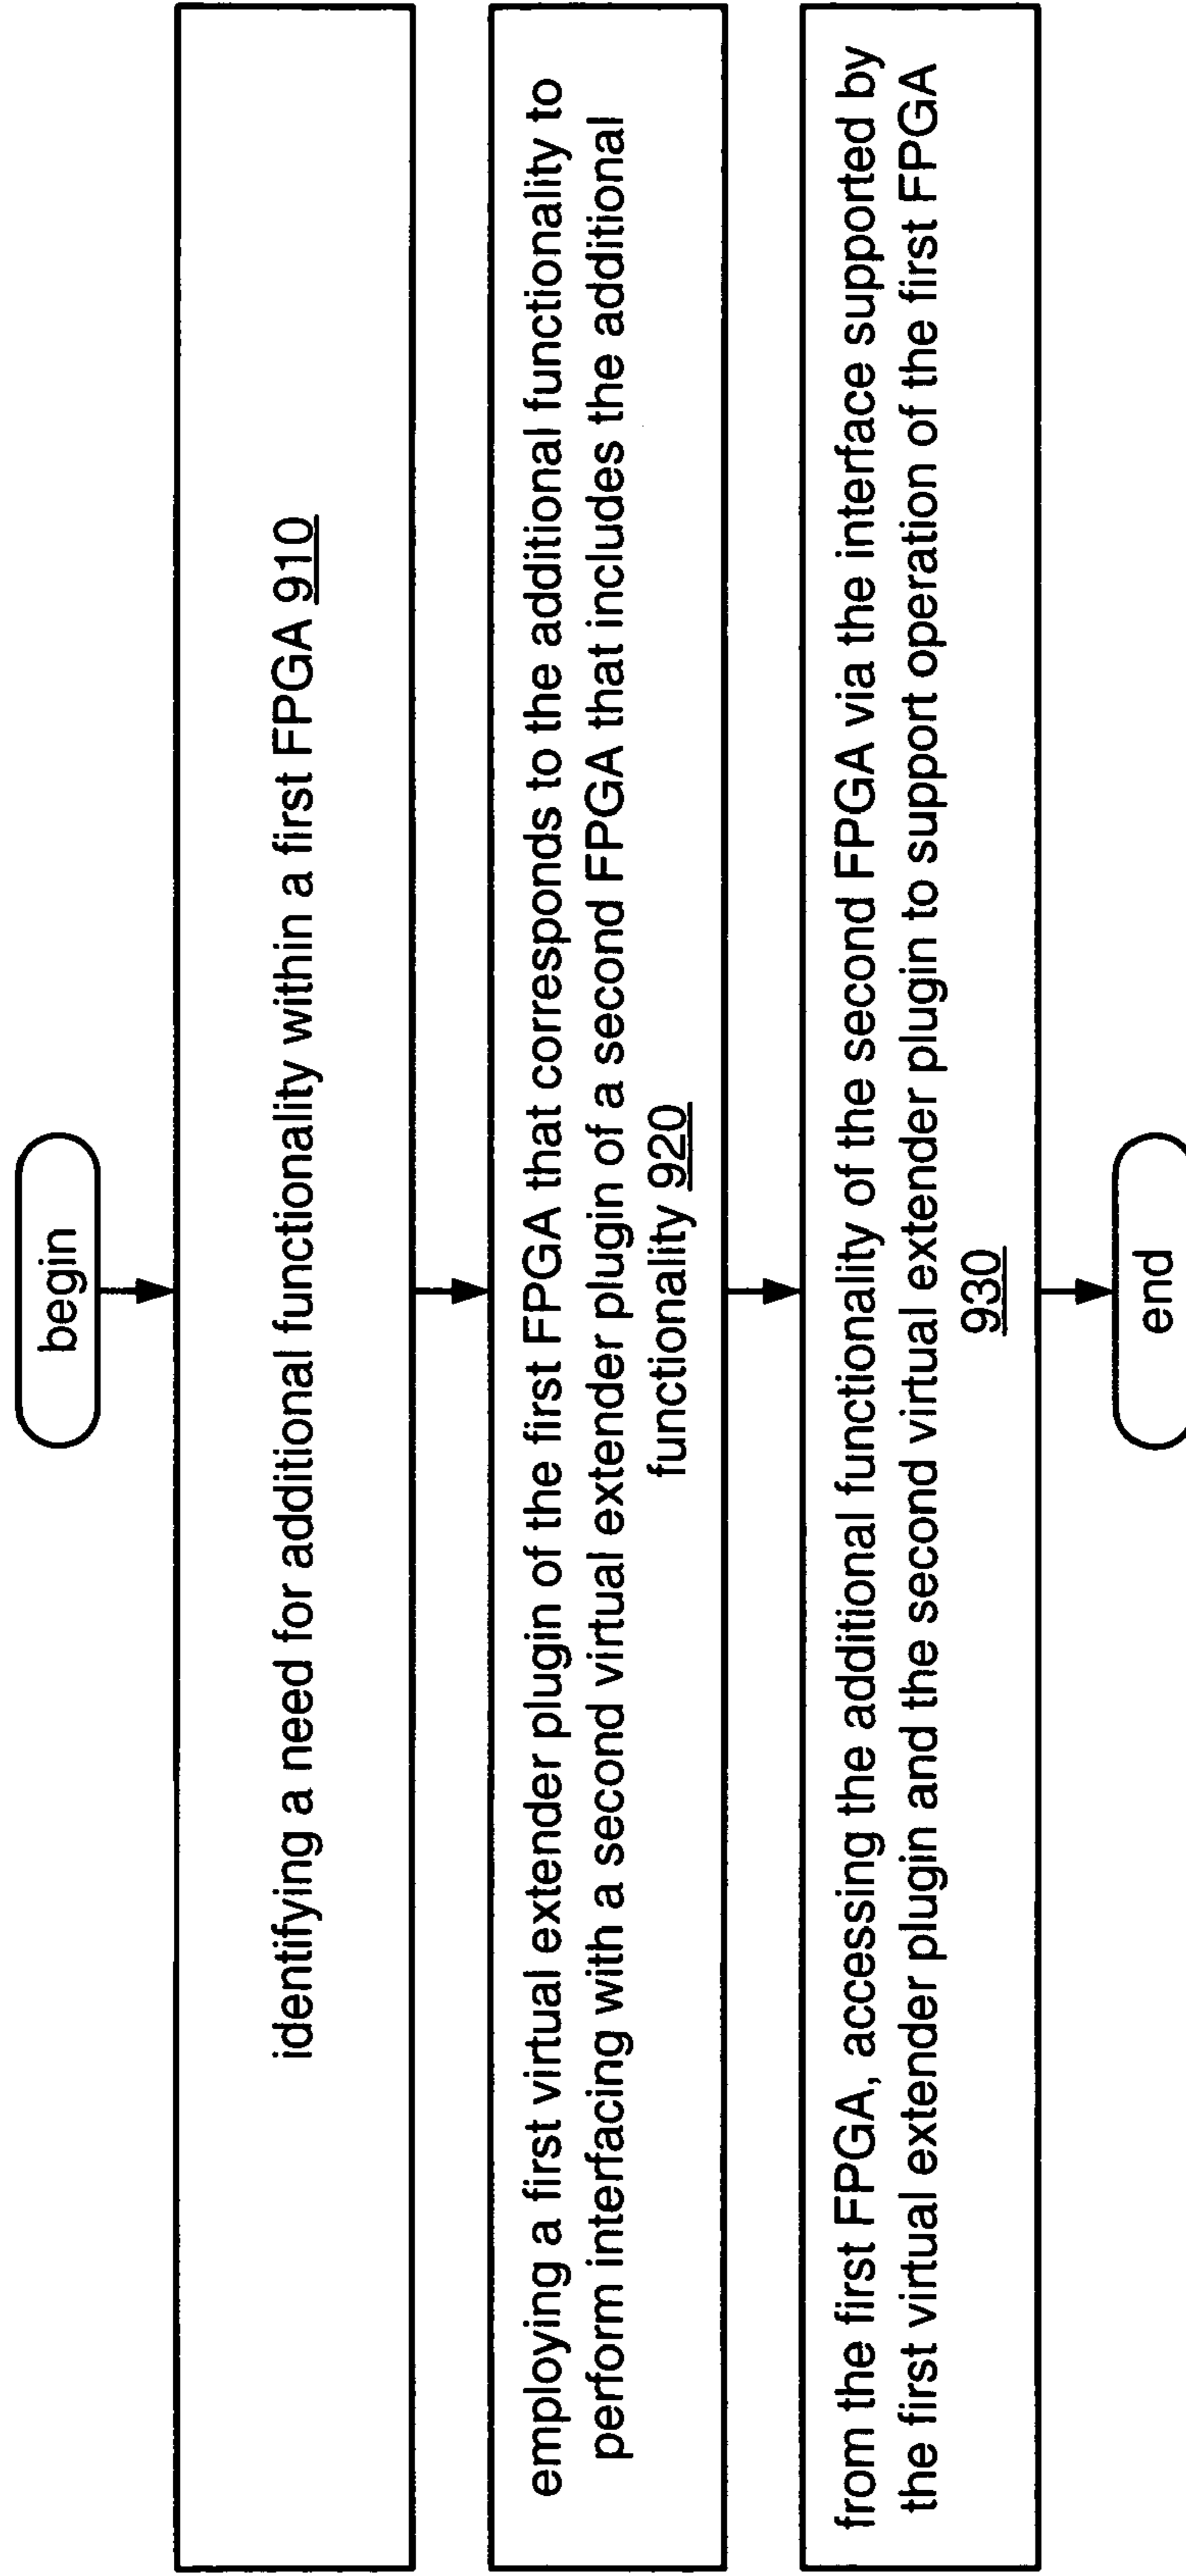 begin
identifying a need for additional functionality within a first FPGA 910
employing a first virtual extender plugin of the first FPGA that corresponds to the additional functionality to
perform interfacing with a second virtual extender plugin of a second FPGA that includes the additional
functionality 920
from the first FPGA, accessing the additional functionality of the second FPGA via the interface supported by
the first virtual extender plugin and the second virtual extender plugin to support operation of the first FPGA
930
end